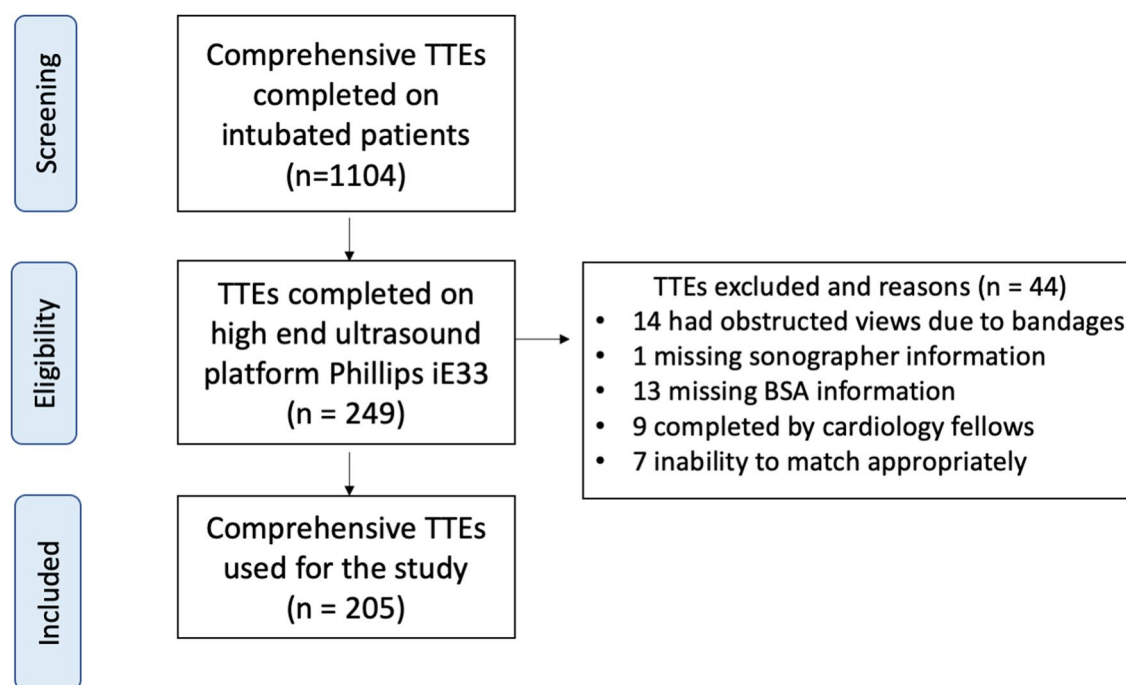 Screening
Comprehensive TTEs
completed on
intubated patients
(n=1104)
Eligibility
TTEs completed on
high end ultrasound
platform Phillips iE33
(n = 249)
TTEs excluded and reasons (n = 44)
• 14 had obstructed views due to bandages
• 1 missing sonographer information
• 13 missing BSA information
• 9 completed by cardiology fellows
• 7 inability to match appropriately
Included
Comprehensive TTEs
used for the study
(n = 205)